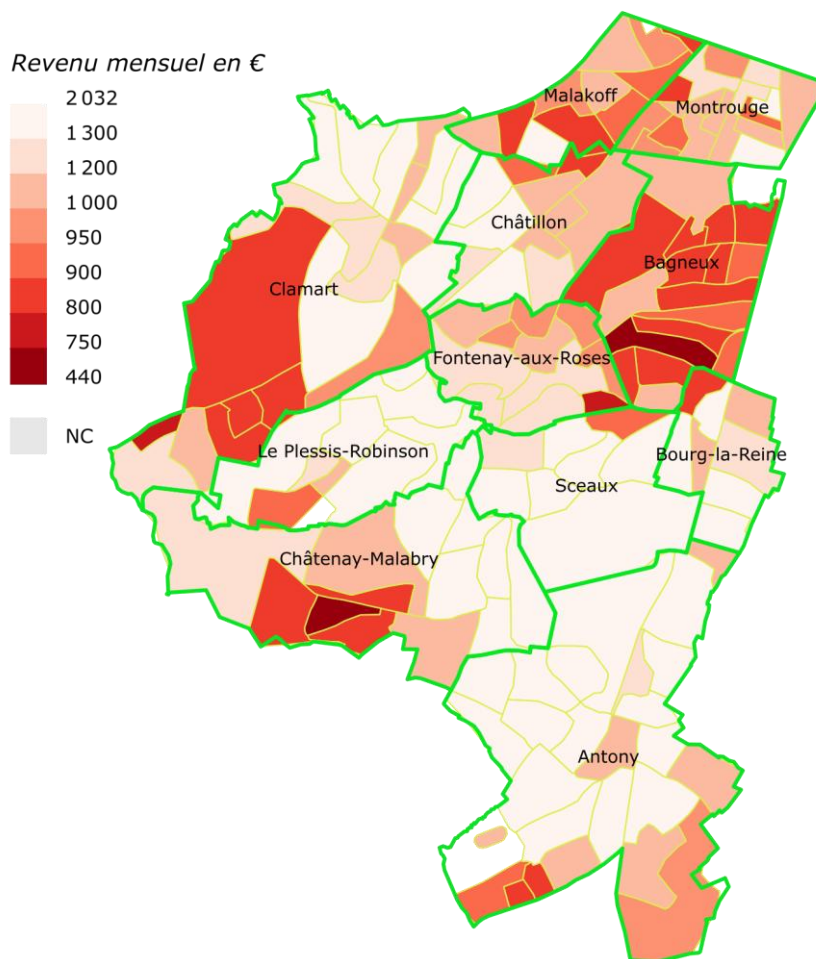 Revenu mensuel en €
2 032
1 300
1 200
1 000
950
900
800
750
440
NC
Malakoff
Montrouge
Châtillon
Bagneux
Clamart
Fontenay-aux-Roses
Le Plessis-Robinson
Bourg-la-Reine
Sceaux
Châtenay-Malabry
Antony